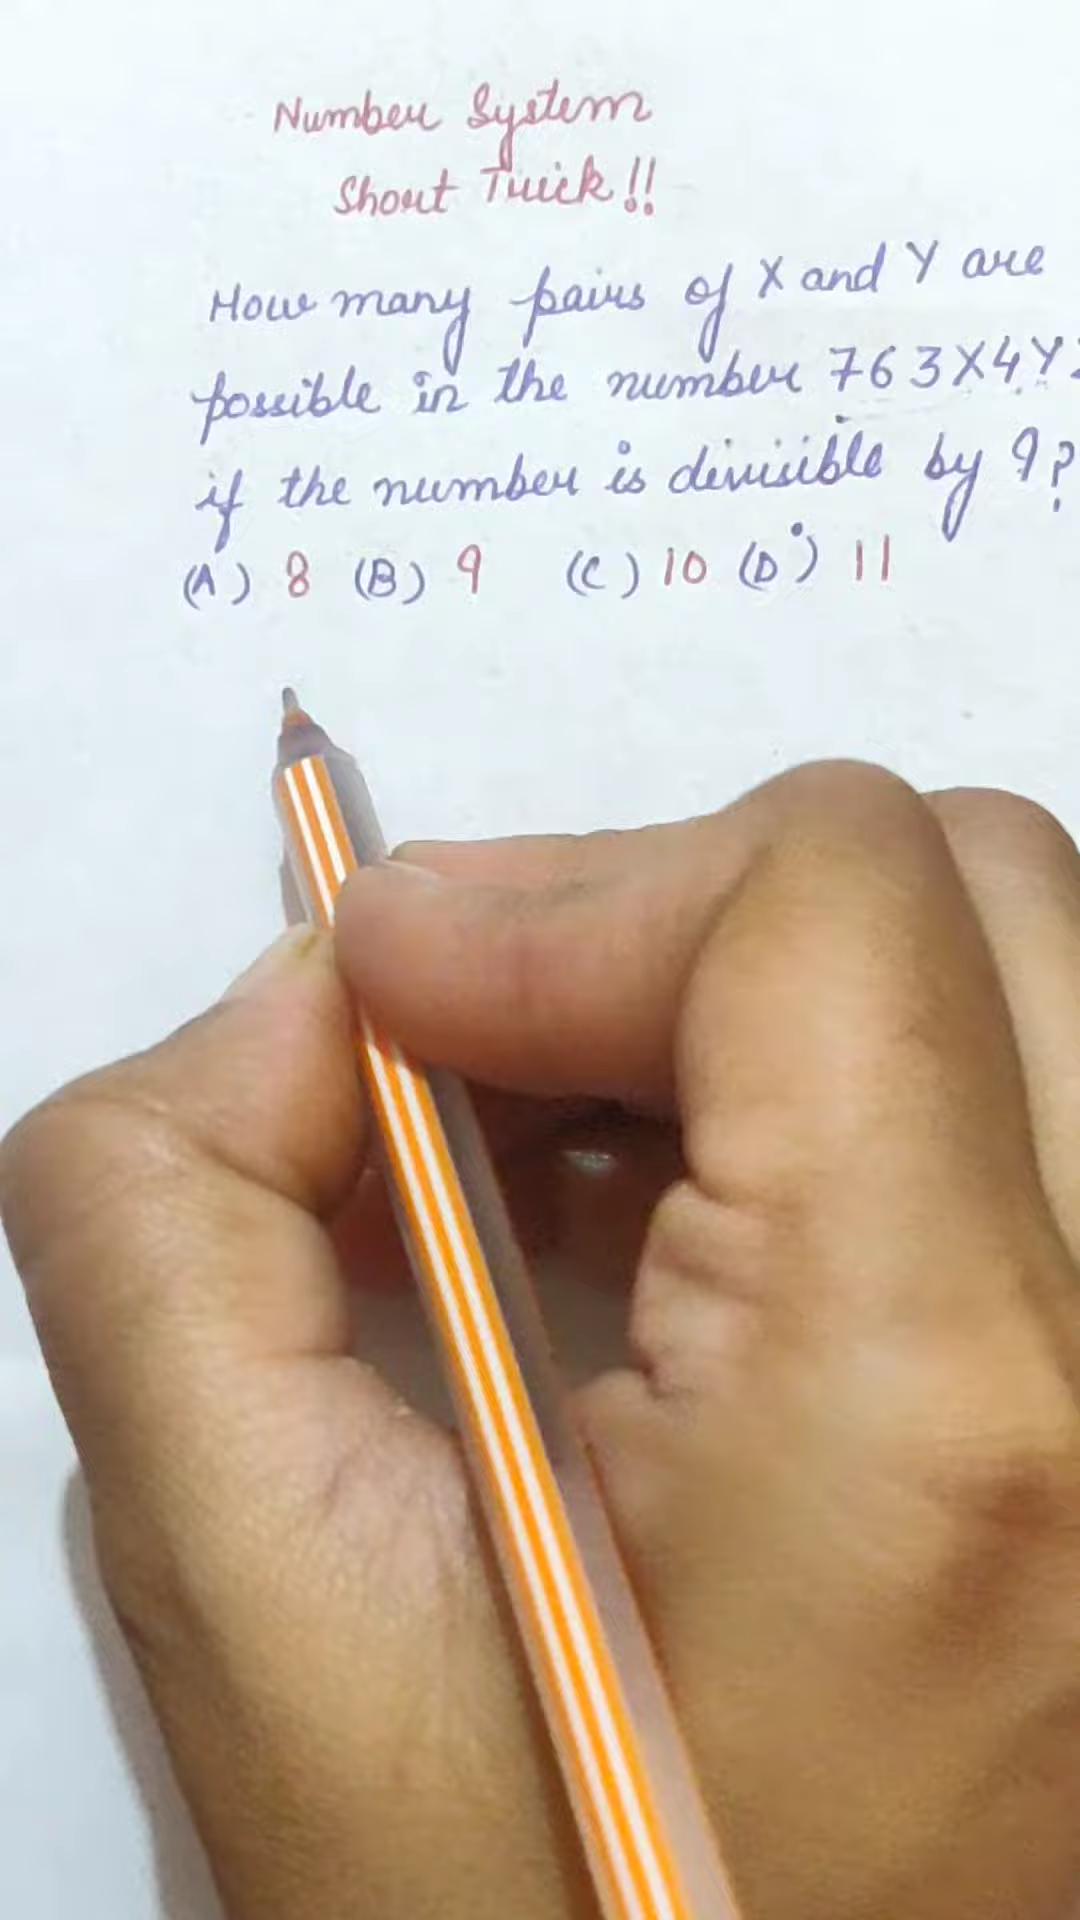 Number System
Short Trick!!
How many pairs of X and Y are
possible in the number 763X4Y2
if the number is divisible by 9?
(A) 8 (B) 9 (C) 10 (D) 11